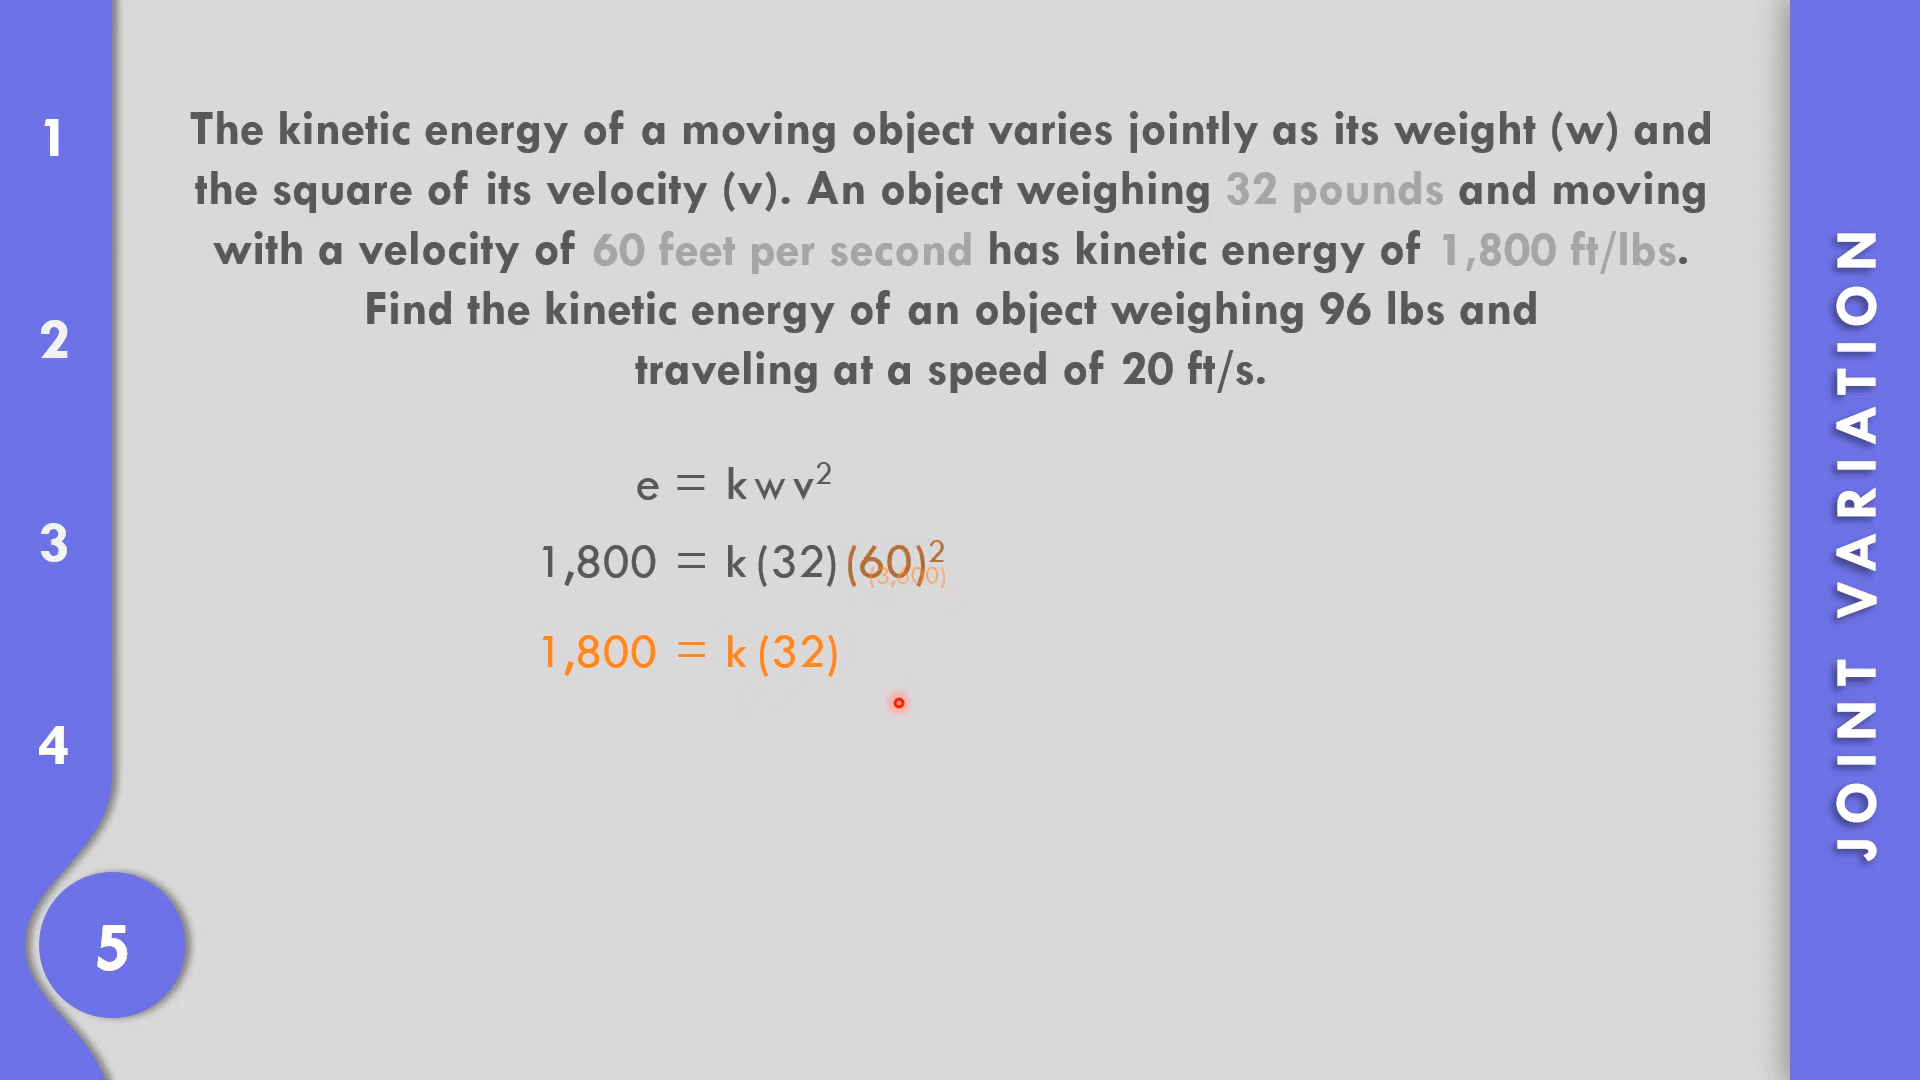 1
2
3
4
5
The kinetic energy of a moving object varies jointly as its weight (w) and
the square of its velocity (v). An object weighing 32 pounds and moving
with a velocity of 60 feet per second has kinetic energy of 1,800 ft/lbs.
Find the kinetic energy of an object weighing 96 lbs and
traveling at a speed of 20 ft/s.
e = k w v²
1,800 = k (32) (60)²
(3,600)
1,800 = k (32)
JOINT VARIATION